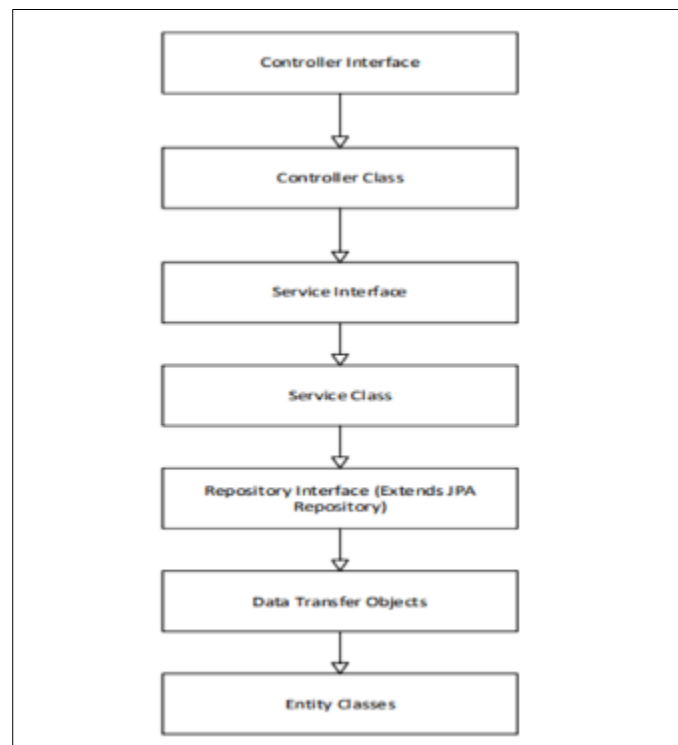 Controller Interface
Controller Class
Service Interface
Service Class
Repository Interface (Extends JPA
Repository)
Data Transfer Objects
Entity Classes